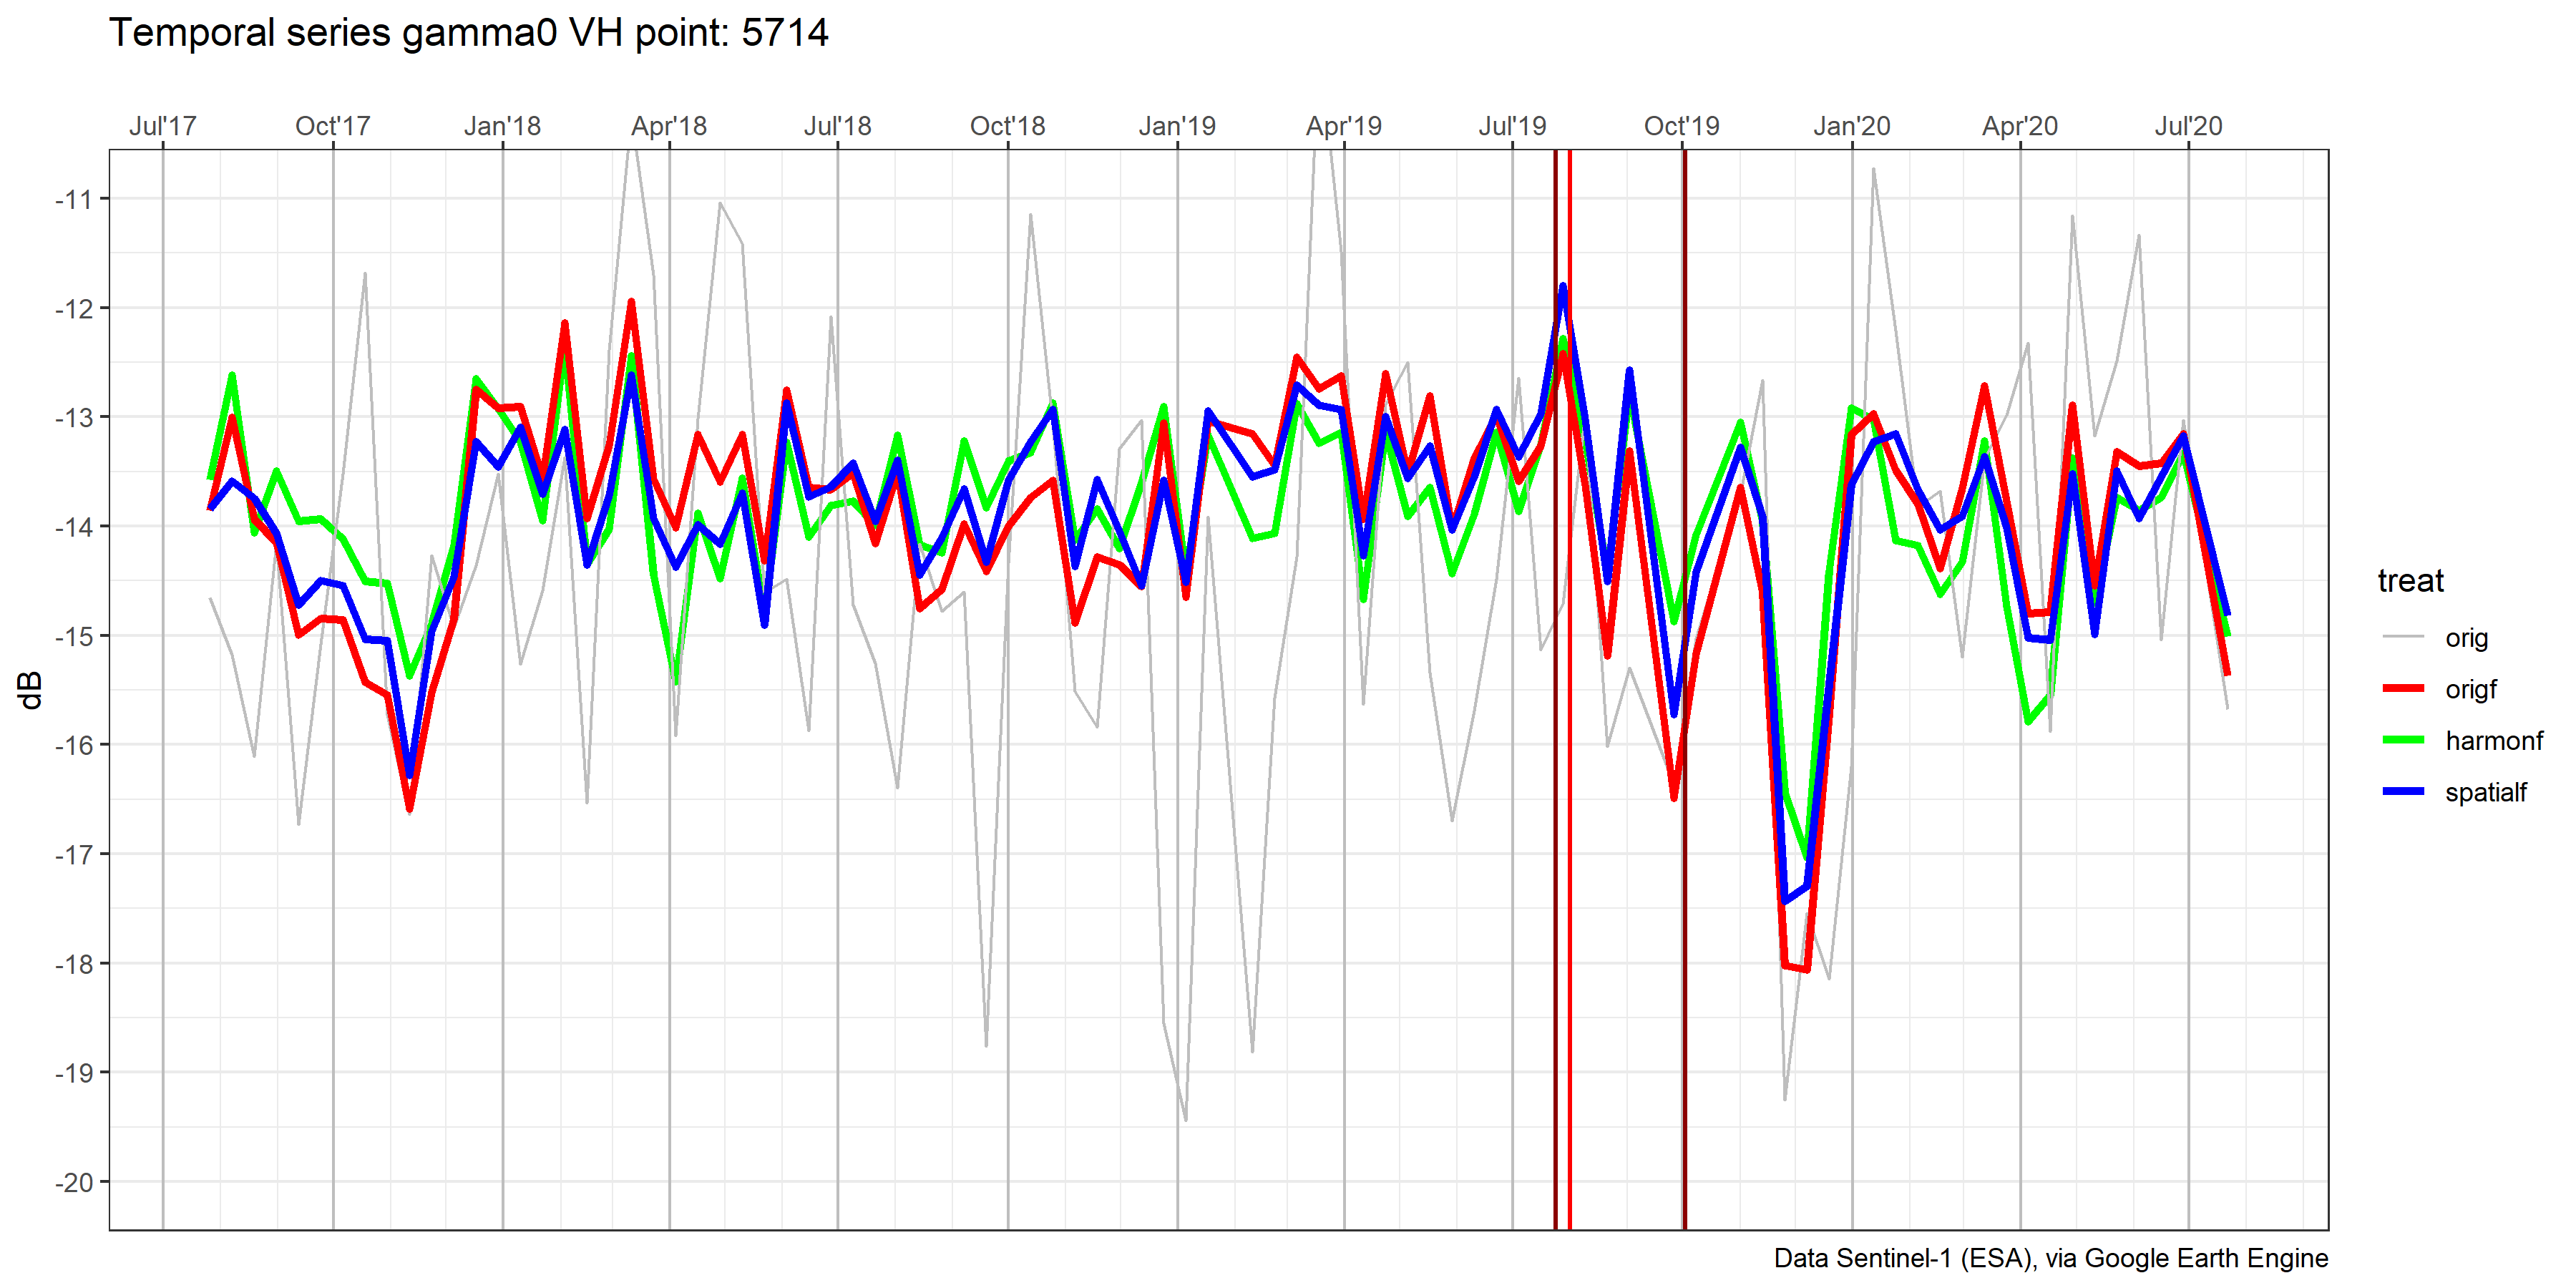 Temporal series gamma0 VH point: 5714
Jul'17 Oct'17 Jan'18 Apr'18 Jul'18 Oct'18 Jan'19 Apr'19 Jul'19 Oct'19 Jan'20 Apr'20 Jul'20
-11
-12
-13
-14
-15
-16
-17
-18
-19
-20
dB
treat
orig
origf
harmonf
spatialf
Data Sentinel-1 (ESA), via Google Earth Engine